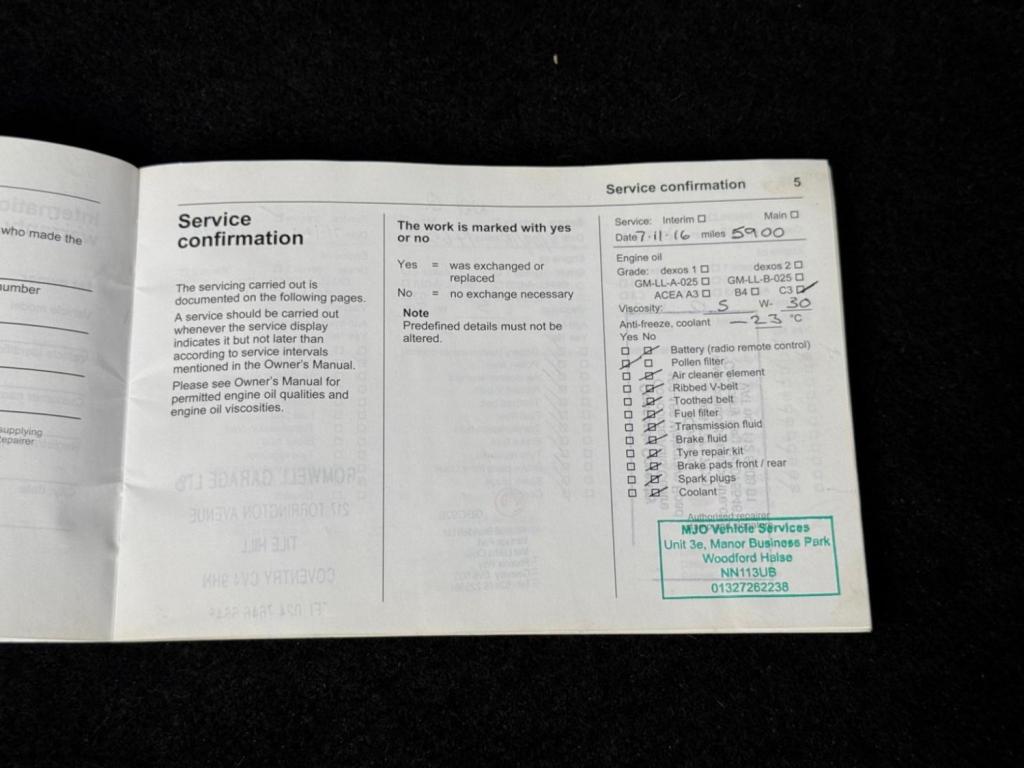 who made the
umber
supplying
epairer
Service confirmation 5
Service
confirmation
The servicing carried out is
documented on the following pages.
A service should be carried out
whenever the service display
indicates it but not later than
according to service intervals
mentioned in the Owner's Manual.
Please see Owner's Manual for
permitted engine oil qualities and
engine oil viscosities.
The work is marked with yes
or no
Yes = was exchanged or
replaced
No = no exchange necessary
Note
Predefined details must not be
altered.
Service: Interim ☐ Main ☐
Date 7-11-16 miles 5900
Engine oil
Grade: dexos 1 ☐ dexos 2 ☐
GM-LL-A-025 ☐ GM-LL-B-025 ☐
ACEA A3 ☐ B4 ☐ C3 ☑
Viscosity: 5 W- 30
Anti-freeze, coolant -23 °C
Yes No
☐ ☑ Battery (radio remote control)
☑ ☐ Pollen filter
☐ ☑ Air cleaner element
☐ ☑ Ribbed V-belt
☐ ☑ Toothed belt
☐ ☑ Fuel filter
☐ ☑ Transmission fluid
☐ ☑ Brake fluid
☐ ☑ Tyre repair kit
☐ ☑ Brake pads front / rear
☐ ☑ Spark plugs
☐ ☑ Coolant
Authorised repairer
MJO Vehicle Services
Unit 3e, Manor Business Park
Woodford Halse
NN113UB
01327262238